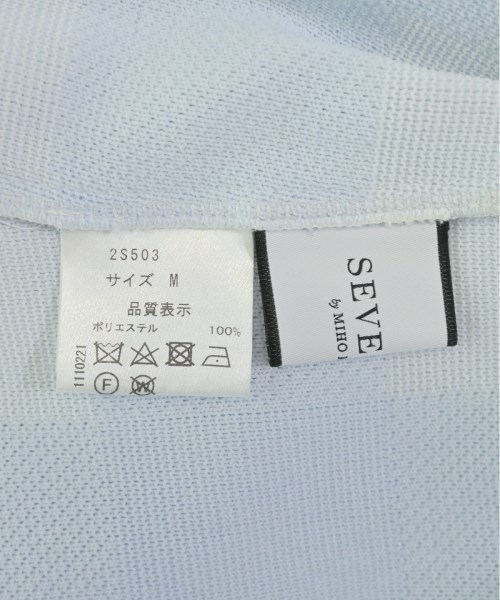 2S503
サイズ M
品質表示
ポリエステル 100%
1110221
F
W
SEVE
by MIHO